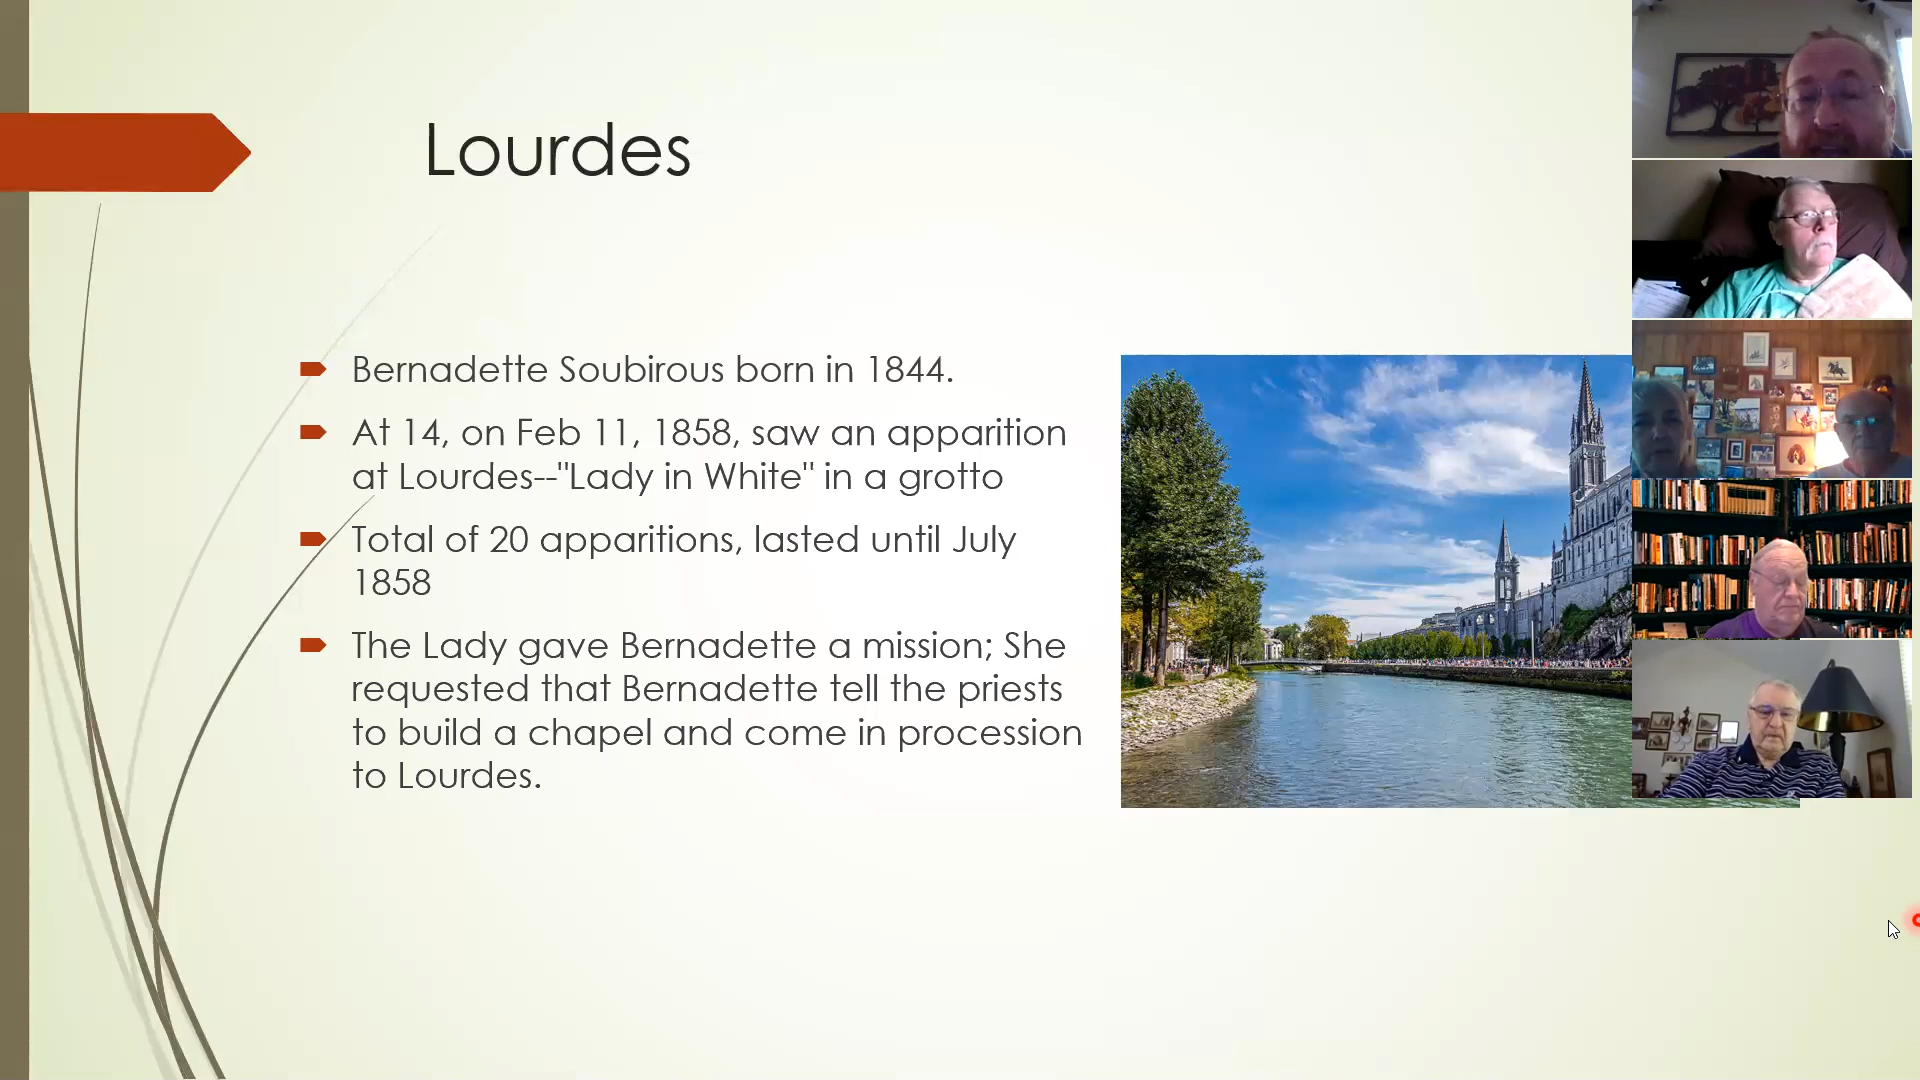 Lourdes
Bernadette Soubirous born in 1844.
At 14, on Feb 11, 1858, saw an apparition
at Lourdes--"Lady in White" in a grotto
Total of 20 apparitions, lasted until July
1858
The Lady gave Bernadette a mission; She
requested that Bernadette tell the priests
to build a chapel and come in procession
to Lourdes.